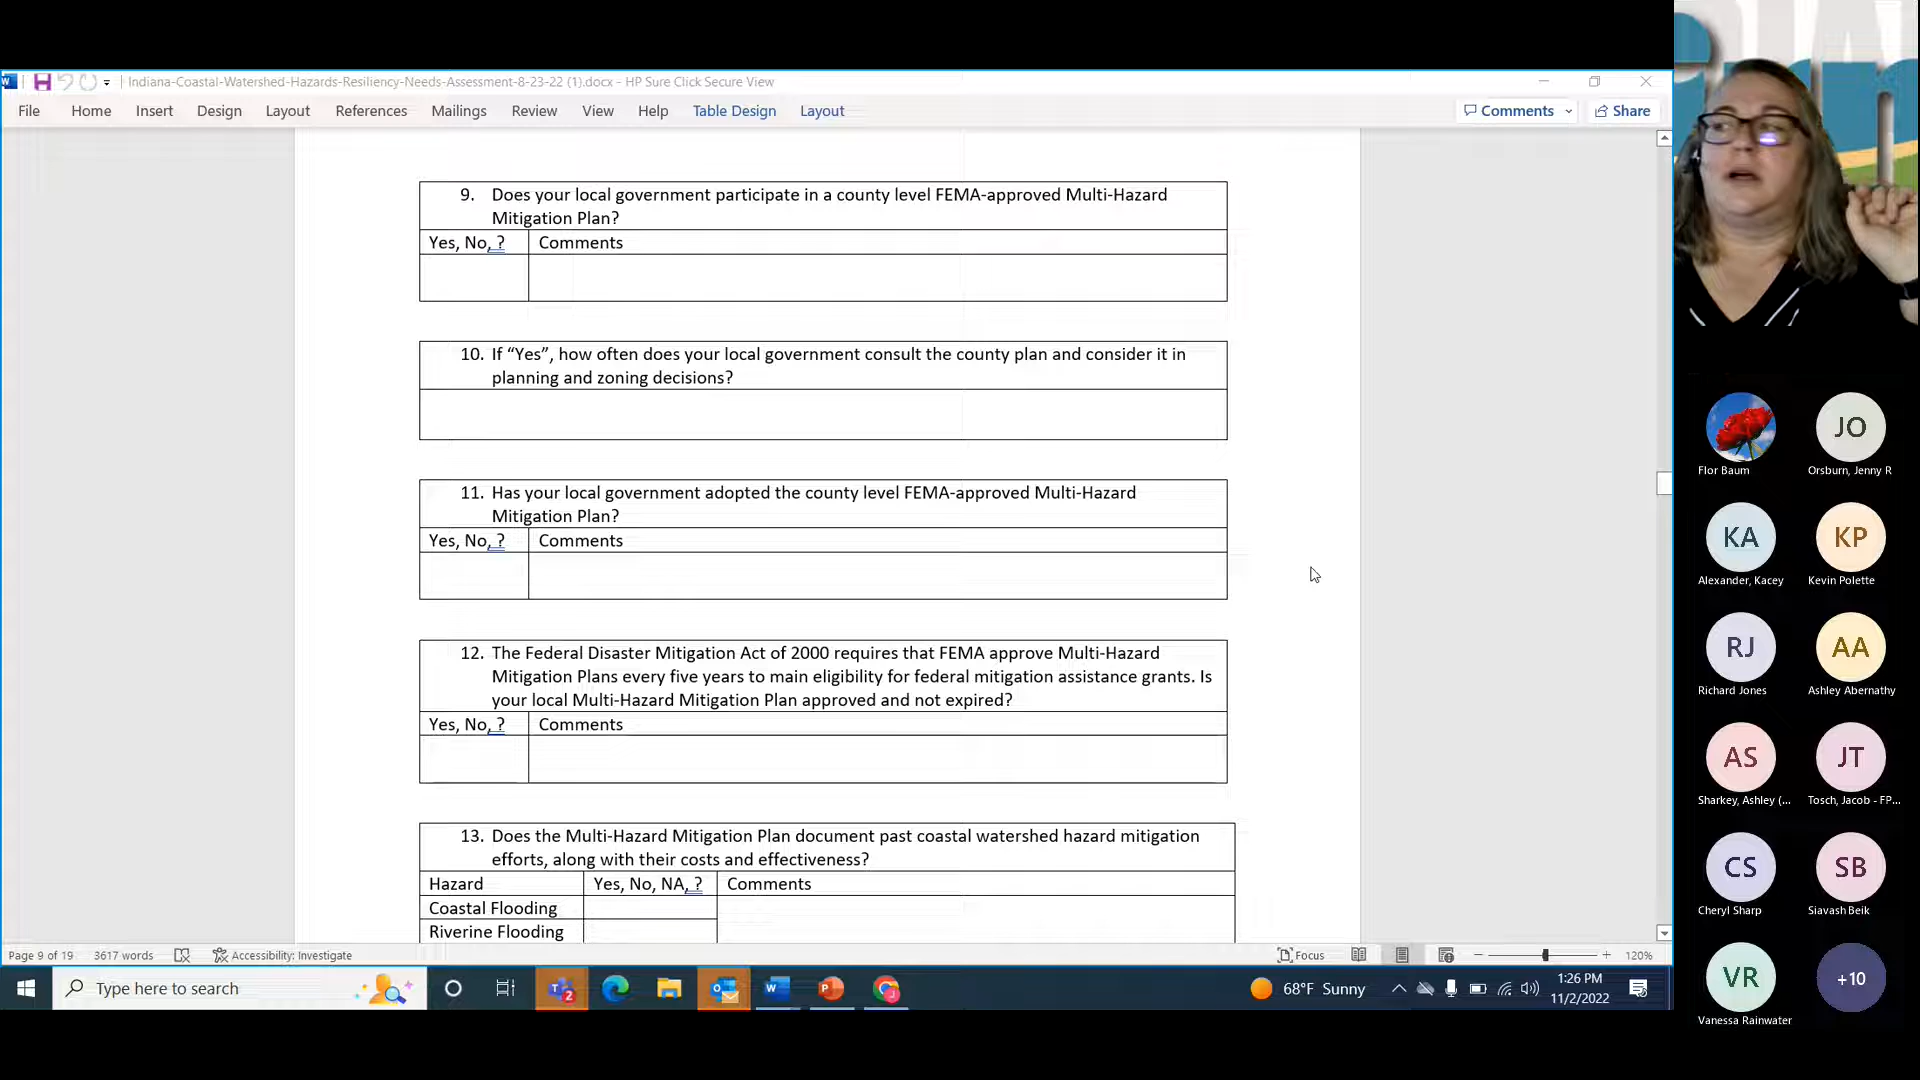 Indiana-Coastal-Watershed-Hazards-Resiliency-Needs-Assessment-8-23-22 (1).docx - HP Sure Click Secure View
File Home Insert Design Layout References Mailings Review View Help Table Design Layout Comments Share
9. Does your local government participate in a county level FEMA-approved Multi-Hazard
Mitigation Plan?
Yes, No, ? Comments
10. If “Yes”, how often does your local government consult the county plan and consider it in
planning and zoning decisions?
11. Has your local government adopted the county level FEMA-approved Multi-Hazard
Mitigation Plan?
Yes, No, ? Comments
12. The Federal Disaster Mitigation Act of 2000 requires that FEMA approve Multi-Hazard
Mitigation Plans every five years to main eligibility for federal mitigation assistance grants. Is
your local Multi-Hazard Mitigation Plan approved and not expired?
Yes, No, ? Comments
13. Does the Multi-Hazard Mitigation Plan document past coastal watershed hazard mitigation
efforts, along with their costs and effectiveness?
Hazard Yes, No, NA, ? Comments
Coastal Flooding
Riverine Flooding
Page 9 of 19 3617 words Accessibility: Investigate Focus 120%
Type here to search 68°F Sunny 1:26 PM
11/2/2022
JO
Flor Baum Orsburn, Jenny R
KA KP
Alexander, Kacey Kevin Polette
RJ AA
Richard Jones Ashley Abernathy
AS JT
Sharkey, Ashley (... Tosch, Jacob - FP...
CS SB
Cheryl Sharp Siavash Beik
VR +10
Vanessa Rainwater